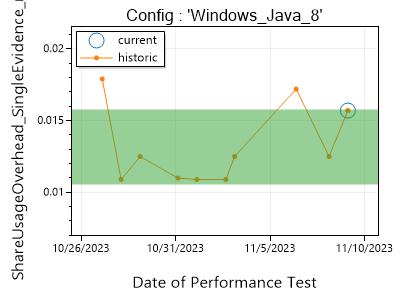 Config : 'Windows_Java_8'
current
historic
0.02
0.015
0.01
ShareUsageOverhead_SingleEvidence_
10/26/2023
10/31/2023
11/5/2023
11/10/2023
Date of Performance Test